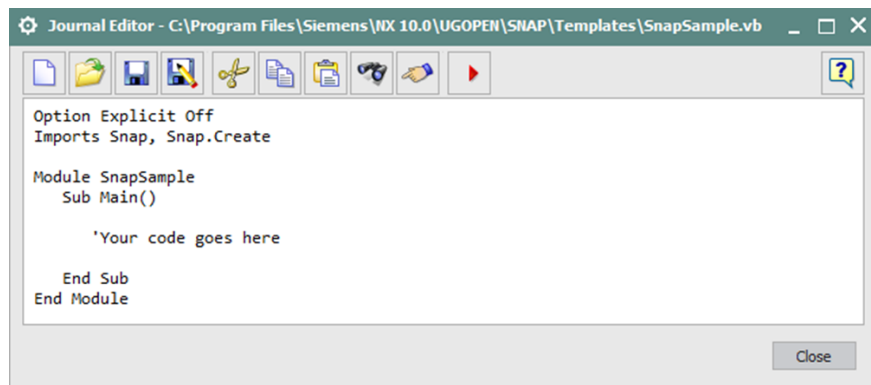 Journal Editor - C:\Program Files\Siemens\NX 10.0\UGOPEN\SNAP\Templates\SnapSample.vb
Option Explicit Off
Imports Snap, Snap.Create
Module SnapSample
Sub Main()
'Your code goes here
End Sub
End Module
Close